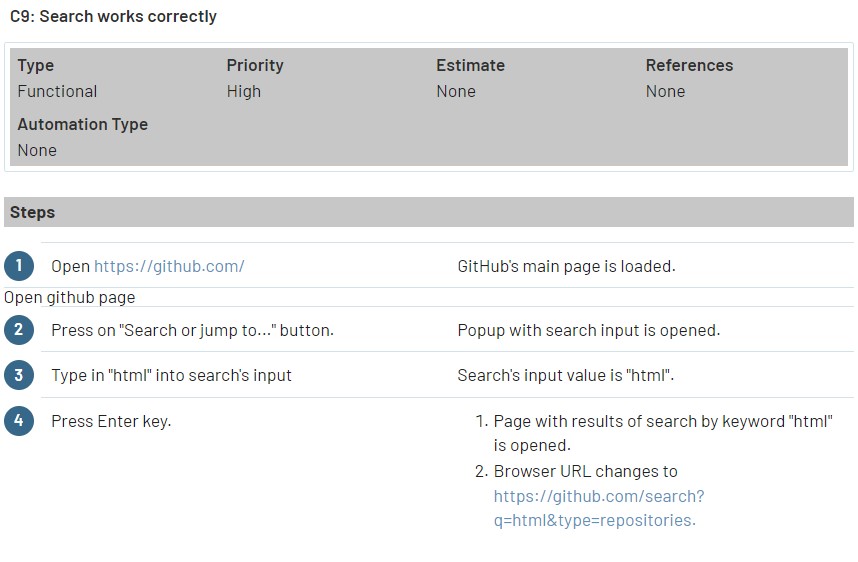 C9: Search works correctly
Type Priority Estimate References
Functional High None None
Automation Type
None
Steps
1 Open https://github.com/ GitHub's main page is loaded.
Open github page
2 Press on "Search or jump to..." button. Popup with search input is opened.
3 Type in "html" into search's input Search's input value is "html".
4 Press Enter key. 1. Page with results of search by keyword "html"
is opened.
2. Browser URL changes to
https://github.com/search?
q=html&type=repositories.